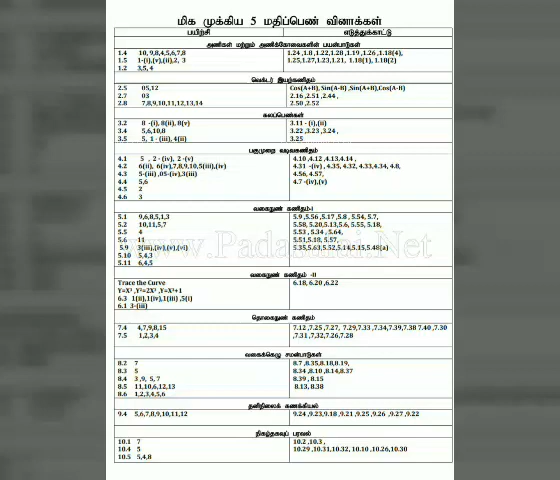 மிக முக்கிய 5 மதிப்பெண் வினாக்கள்
பயிற்சி எடுத்துக்காட்டு
அணிகள் மற்றும் அணிக்கோவைகளின் பயன்பாடுகள்
1.4 10, 9,8,4,5,6,7,8 1.24 ,1.8 ,1.22,1.28 ,1.19 ,1.26 ,1.18(4),
1.5 1-(i),(v),(ii),2, 3 1.25,1.27,1.23,1.21, 1.18(1) ,1.18(2)
1.2 3,5, 4
வெக்டர் இயற்கணிதம்
2.5 05,12 Cos(A+B), Sin(A-B) ,Sin(A+B),Cos(A-B)
2.7 03 2.16 ,2.51 ,2.44 ,
2.8 7,8,9,10,11,12,13,14 2.50 ,2.52
கலப்பெண்கள்
3.2 8 -(i), 8(ii), 8(v) 3.11 - (i),(ii)
3.4 5,6,10,8 3.22 ,3.23 ,3.24 ,
3.5 5, 1 - (iii), 4(ii) 3.25
பகுமுறை வடிவகணிதம்
4.1 5 , 2 - (iv), 2 -(v) 4.10 ,4.12 ,4.13,4.14 ,
4.2 6(ii), 6(iv),7,8,9,10,5(iii),(iv) 4.31 -(iv) , 4.35, 4.32, 4.33,4.34, 4.8,
4.3 5-(iii) ,05-(iv),3(iii) 4.56, 4.57,
4.4 5,6 4.7 -(iv),(v)
4.5 2
4.6 3
வகைநுண் கணிதம்-I
5.1 9,6,8,5,1,3 5.9 ,5.56 ,5.17 ,5.8 , 5.54, 5.7,
5.2 10,11,5,7 5.58, 5.20,5.13,5.6, 5.55, 5.18,
5.5 4 5.53 , 5.34 , 5.64,
5.6 11 5.51,5.18, 5.57,
5.9 3(iii),(iv),(v),(vi) 5.35,5.63,5.52,5.14,5.15,5.48(a)
5.10 5,4,3
5.11 6,4,5
www.Padasalai.Net
வகைநுண் கணிதம் -II
Trace the Curve 6.18, 6.20 ,6.22
Y=X³ ,Y²=2X³ ,Y=X³+1
6.3 1(ii),1(iv),1(iii) ,5(i)
6.1 3-(iii)
தொகைநுண் கணிதம்
7.4 4,7,9,8,15 7.12 ,7.25 ,7.27, 7.29,7.33 ,7.34,7.39,7.38 7.40 ,7.30
7.5 1,2,3,4 ,7.31 ,7.32,7.26,7.28
வகைக்கெழு சமன்பாடுகள்
8.2 7 8.7 ,8.35,8.18,8.19,
8.3 5 8.34 ,8.10 ,8.14,8.37
8.4 3 ,9, 5, 7 8.39 , 8.15
8.5 11,10,6,12,13 8.13, 8.38
8.6 1,2,3,4,5,6
தனிநிலைக் கணக்கியல்
9.4 5,6,7,8,9,10,11,12 9.24 ,9.23,9.18 ,9.21 ,9.25 ,9.26 ,9.27 ,9.22
நிகழ்தகவுப் பரவல்
10.1 7 10.2 ,10.3 ,
10.4 5 10.29 ,10.31,10.32, 10.10 ,10.26,10.30
10.5 5,4,8